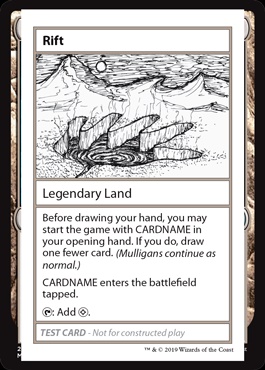 Rift
Legendary Land
Before drawing your hand, you may
start the game with CARDNAME in
your opening hand. If you do, draw
one fewer card. (Mulligans continue as
normal.)
CARDNAME enters the battlefield
tapped.
: Add .
TEST CARD - Not for constructed play
™ & © 2019 Wizards of the Coast